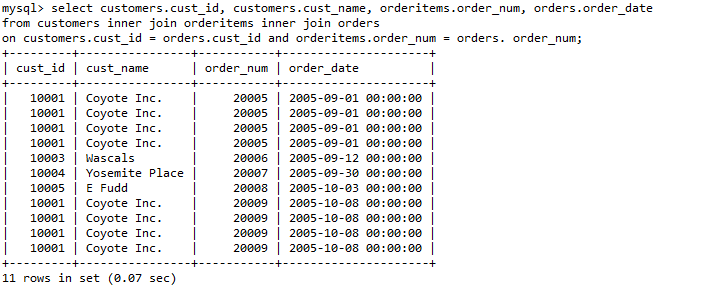 mysql> select customers.cust_id, customers.cust_name, orderitems.order_num, orders.order_date
from customers inner join orderitems inner join orders
on customers.cust_id = orders.cust_id and orderitems.order_num = orders. order_num;
+---------+----------------+-----------+---------------------+
| cust_id | cust_name      | order_num | order_date          |
+---------+----------------+-----------+---------------------+
|   10001 | Coyote Inc.    |     20005 | 2005-09-01 00:00:00 |
|   10001 | Coyote Inc.    |     20005 | 2005-09-01 00:00:00 |
|   10001 | Coyote Inc.    |     20005 | 2005-09-01 00:00:00 |
|   10001 | Coyote Inc.    |     20005 | 2005-09-01 00:00:00 |
|   10003 | Wascals        |     20006 | 2005-09-12 00:00:00 |
|   10004 | Yosemite Place |     20007 | 2005-09-30 00:00:00 |
|   10005 | E Fudd         |     20008 | 2005-10-03 00:00:00 |
|   10001 | Coyote Inc.    |     20009 | 2005-10-08 00:00:00 |
|   10001 | Coyote Inc.    |     20009 | 2005-10-08 00:00:00 |
|   10001 | Coyote Inc.    |     20009 | 2005-10-08 00:00:00 |
|   10001 | Coyote Inc.    |     20009 | 2005-10-08 00:00:00 |
+---------+----------------+-----------+---------------------+
11 rows in set (0.07 sec)